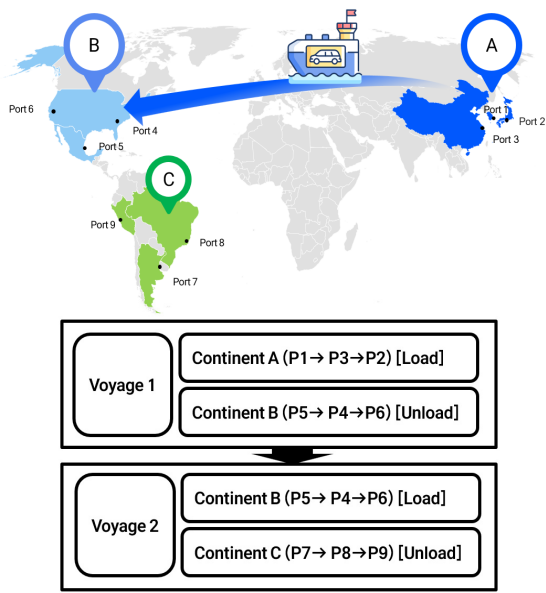 B
A
Port 6
Port 1
Port 2
Port 4
Port 3
Port 5
C
Port 9
Port 8
Port 7
Voyage 1
Continent A (P1→ P3→P2) [Load]
Continent B (P5→ P4→P6) [Unload]
Voyage 2
Continent B (P5→ P4→P6) [Load]
Continent C (P7→ P8→P9) [Unload]